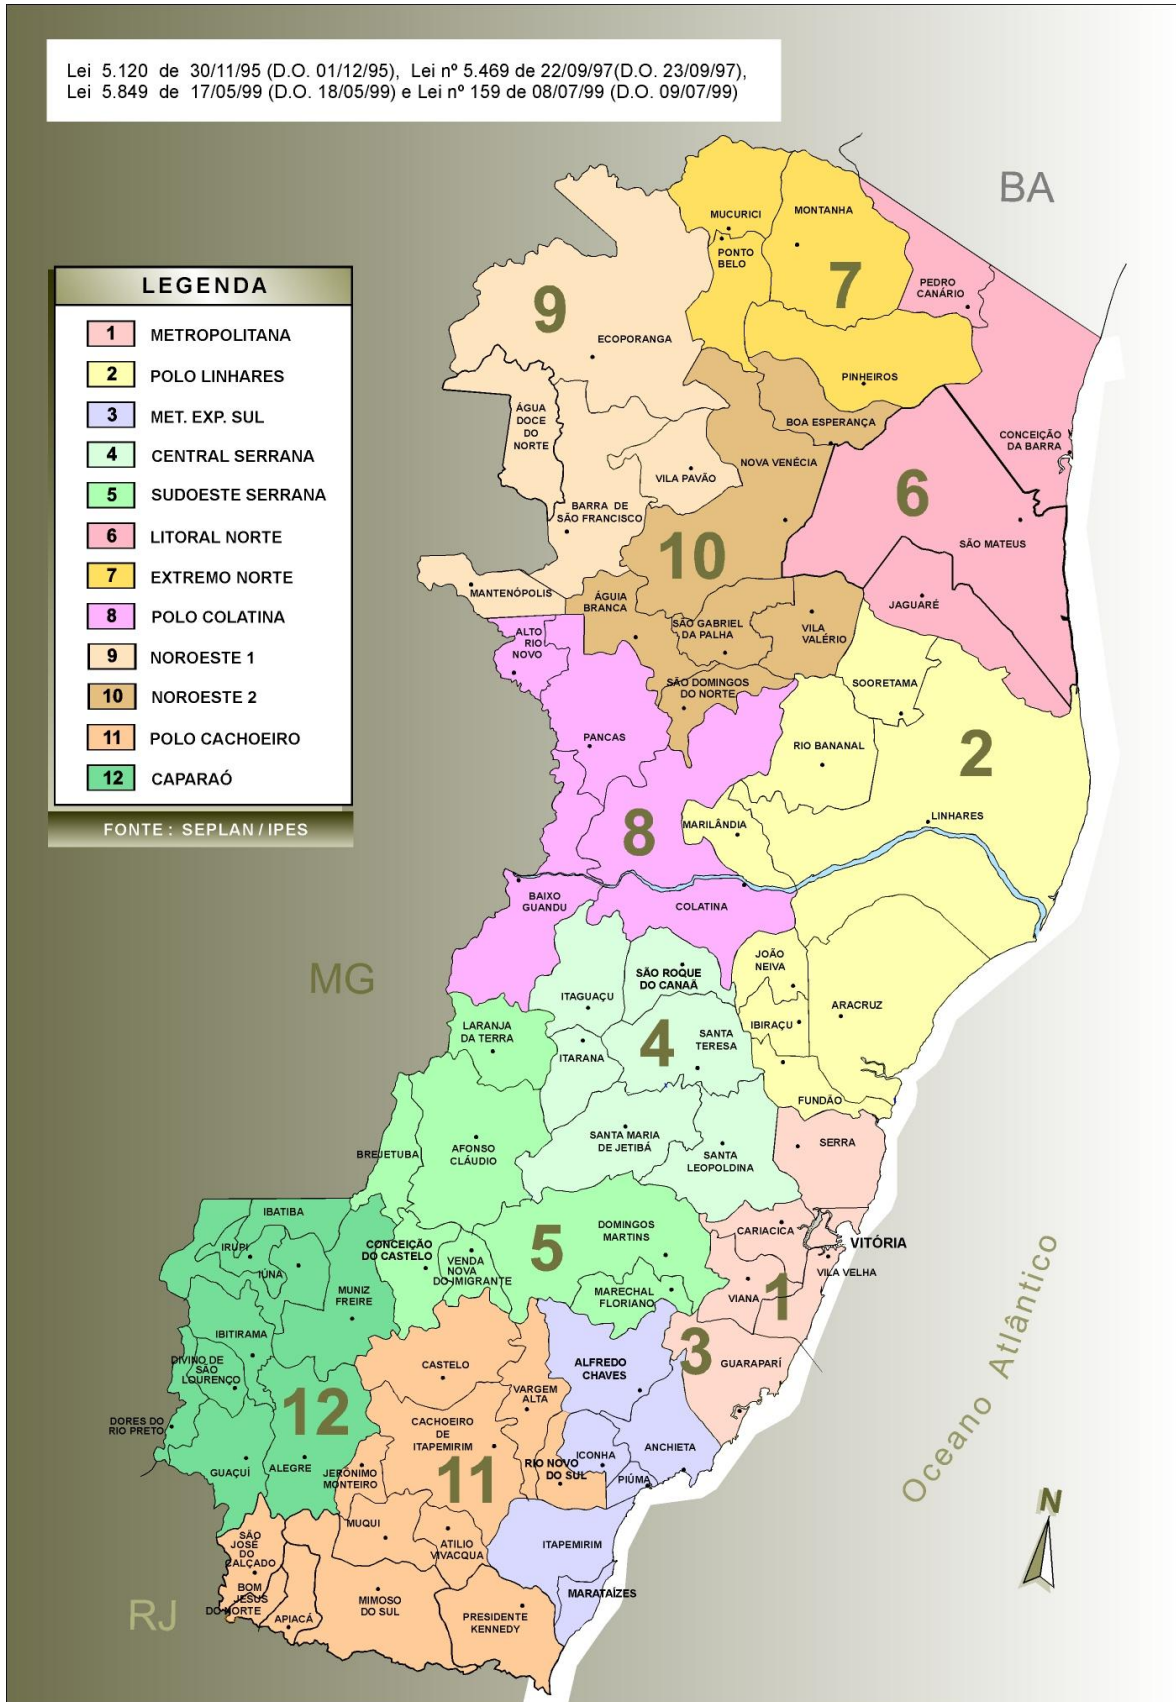 Lei 5.120 de 30/11/95 (D.O. 01/12/95), Lei nº 5.469 de 22/09/97(D.O. 23/09/97),
Lei 5.849 de 17/05/99 (D.O. 18/05/99) e Lei nº 159 de 08/07/99 (D.O. 09/07/99)
BA
LEGENDA
1 METROPOLITANA
2 POLO LINHARES
3 MET. EXP. SUL
4 CENTRAL SERRANA
5 SUDOESTE SERRANA
6 LITORAL NORTE
7 EXTREMO NORTE
8 POLO COLATINA
9 NOROESTE 1
10 NOROESTE 2
11 POLO CACHOEIRO
12 CAPARAÓ
FONTE : SEPLAN / IPES
MUCURICI
MONTANHA
PONTO
BELO
7
PEDRO
CANÁRIO
9
ECOPORANGA
PINHEIROS
ÁGUA
DOCE
DO
NORTE
BOA ESPERANÇA
CONCEIÇÃO
DA BARRA
NOVA VENÉCIA
VILA PAVÃO
6
BARRA DE
SÃO FRANCISCO
10
SÃO MATEUS
MANTENÓPOLIS
ÁGUIA
BRANCA
JAGUARÉ
SÃO GABRIEL
DA PALHA
VILA
VALÉRIO
ALTO
RIO
NOVO
SÃO DOMINGOS
DO NORTE
SOORETAMA
PANCAS
RIO BANANAL
2
8
MARILÂNDIA
LINHARES
BAIXO
GUANDU
COLATINA
MG
JOÃO
NEIVA
SÃO ROQUE
DO CANAÃ
ITAGUAÇU
ARACRUZ
IBIRAÇU
LARANJA
DA TERRA
ITARANA
4
SANTA
TERESA
FUNDÃO
SANTA MARIA
DE JETIBÁ
SERRA
AFONSO
CLÁUDIO
BREJETUBA
SANTA
LEOPOLDINA
IBATIBA
5
DOMINGOS
MARTINS
CARIACICA
VITÓRIA
IRUPI
CONCEIÇÃO
DO CASTELO
VENDA
NOVA
DO IMIGRANTE
VILA VELHA
IÚNA
MUNIZ
FREIRE
MARECHAL
FLORIANO
VIANA
1
IBITIRAMA
3
DIVINO DE
SÃO
LOURENÇO
CASTELO
ALFREDO
CHAVES
GUARAPARÍ
Oceano Atlântico
12
VARGEM
ALTA
DORES DO
RIO PRETO
CACHOEIRO
DE
ITAPEMIRIM
ANCHIETA
ICONHA
GUAÇUÍ
ALEGRE
JERÔNIMO
MONTEIRO
11
RIO NOVO
DO SUL
PIÚMA
N
MUQUI
ATILIO
VIVACQUA
ITAPEMIRIM
SÃO
JOSÉ
DO
CALÇADO
BOM
JESUS
DO NORTE
MARATAÍZES
RJ
APIACÁ
MIMOSO
DO SUL
PRESIDENTE
KENNEDY